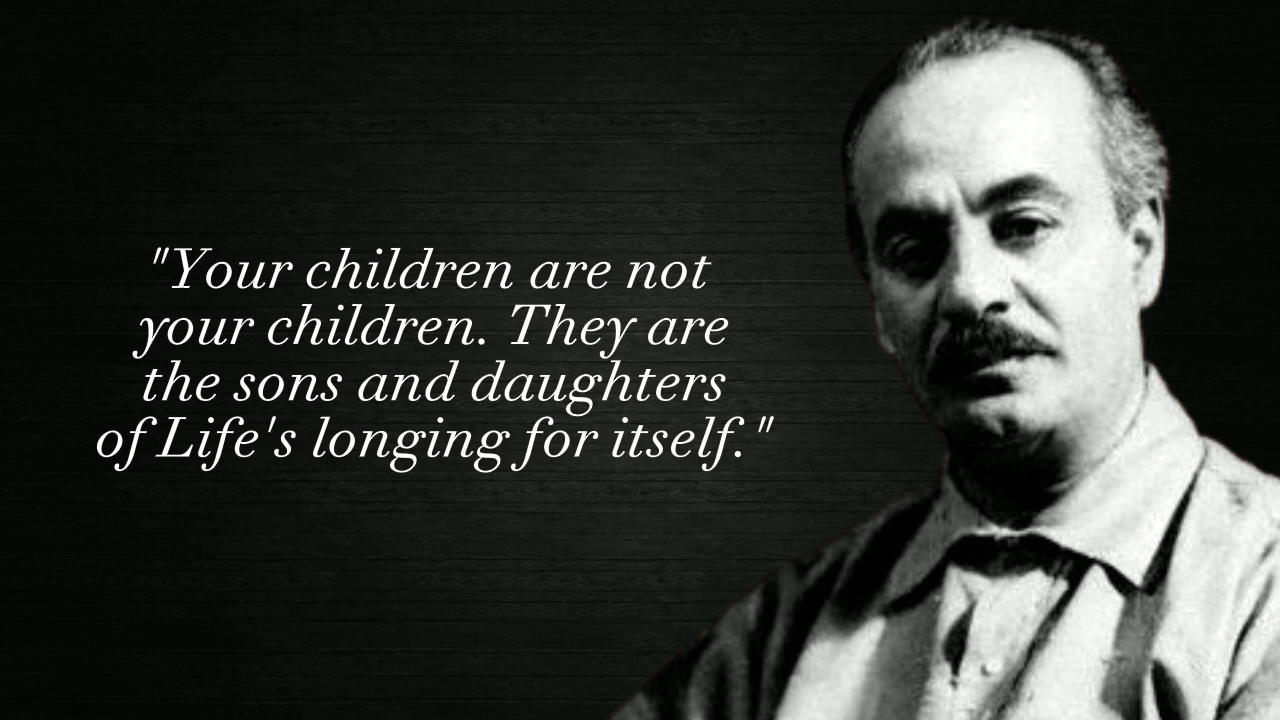 "Your children are not
your children. They are
the sons and daughters
of Life's longing for itself."